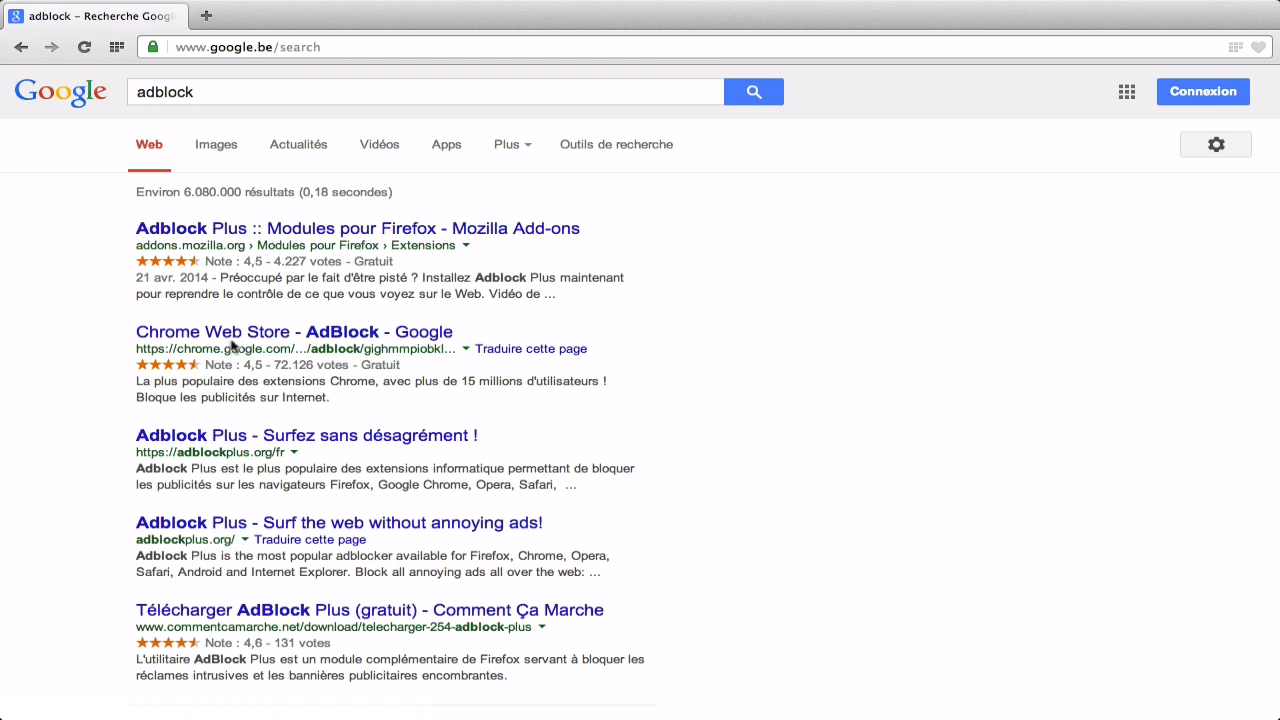 adblock - Recherche Google
www.google.be/search
Google
adblock
Connexion
Web Images Actualités Vidéos Apps Plus Outils de recherche
Environ 6.080.000 résultats (0,18 secondes)
Adblock Plus :: Modules pour Firefox - Mozilla Add-ons
addons.mozilla.org › Modules pour Firefox › Extensions
Note : 4,5 - 4.227 votes - Gratuit
21 avr. 2014 - Préoccupé par le fait d'être pisté ? Installez Adblock Plus maintenant
pour reprendre le contrôle de ce que vous voyez sur le Web. Vidéo de ...
Chrome Web Store - AdBlock - Google
https://chrome.google.com/.../adblock/gighmmpiobkl... Traduire cette page
Note : 4,5 - 72.126 votes - Gratuit
La plus populaire des extensions Chrome, avec plus de 15 millions d'utilisateurs !
Bloque les publicités sur Internet.
Adblock Plus - Surfez sans désagrément !
https://adblockplus.org/fr
Adblock Plus est le plus populaire des extensions informatique permettant de bloquer
les publicités sur les navigateurs Firefox, Google Chrome, Opera, Safari, ...
Adblock Plus - Surf the web without annoying ads!
adblockplus.org/ Traduire cette page
Adblock Plus is the most popular adblocker available for Firefox, Chrome, Opera,
Safari, Android and Internet Explorer. Block all annoying ads all over the web: ...
Télécharger AdBlock Plus (gratuit) - Comment Ça Marche
www.commentcamarche.net/download/telecharger-254-adblock-plus
Note : 4,6 - 131 votes
L'utilitaire AdBlock Plus est un module complémentaire de Firefox servant à bloquer les
réclames intrusives et les bannières publicitaires encombrantes.